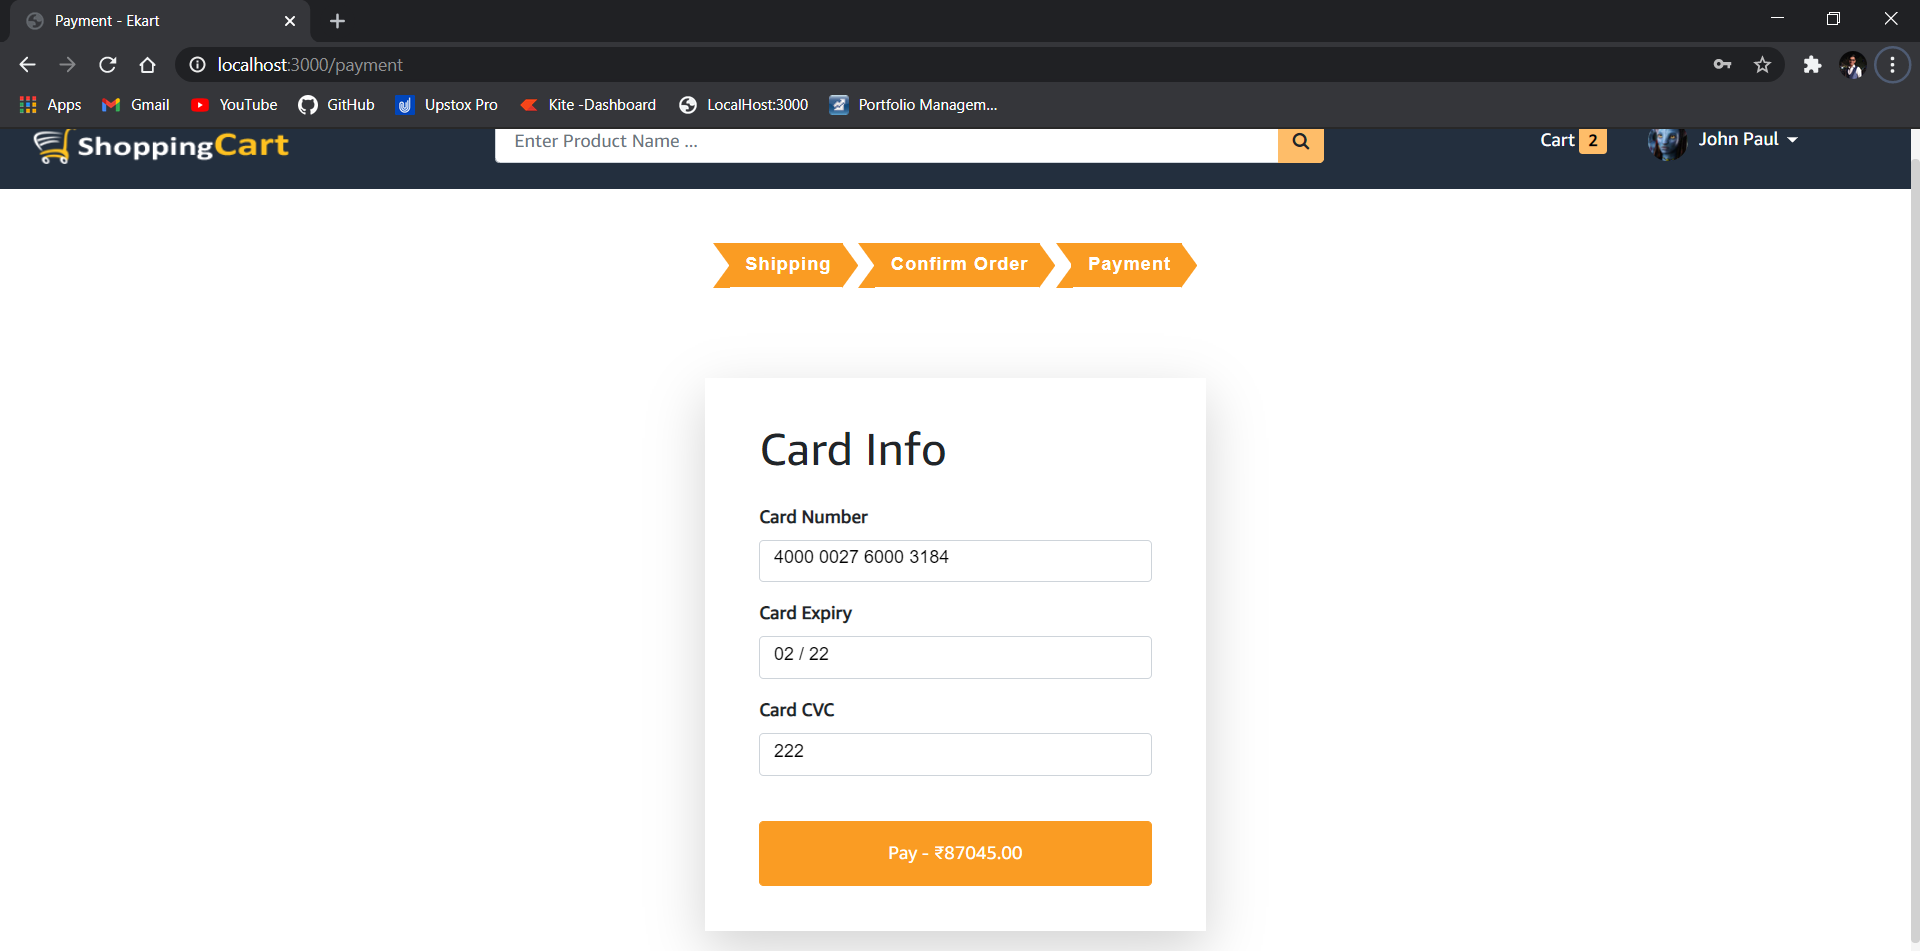 Payment - Ekart
localhost:3000/payment
Apps Gmail YouTube GitHub Upstox Pro Kite -Dashboard LocalHost:3000 Portfolio Managem...
ShoppingCart Enter Product Name ... Cart 2 John Paul
Shipping Confirm Order Payment
Card Info
Card Number
4000 0027 6000 3184
Card Expiry
02 / 22
Card CVC
222
Pay - ₹87045.00